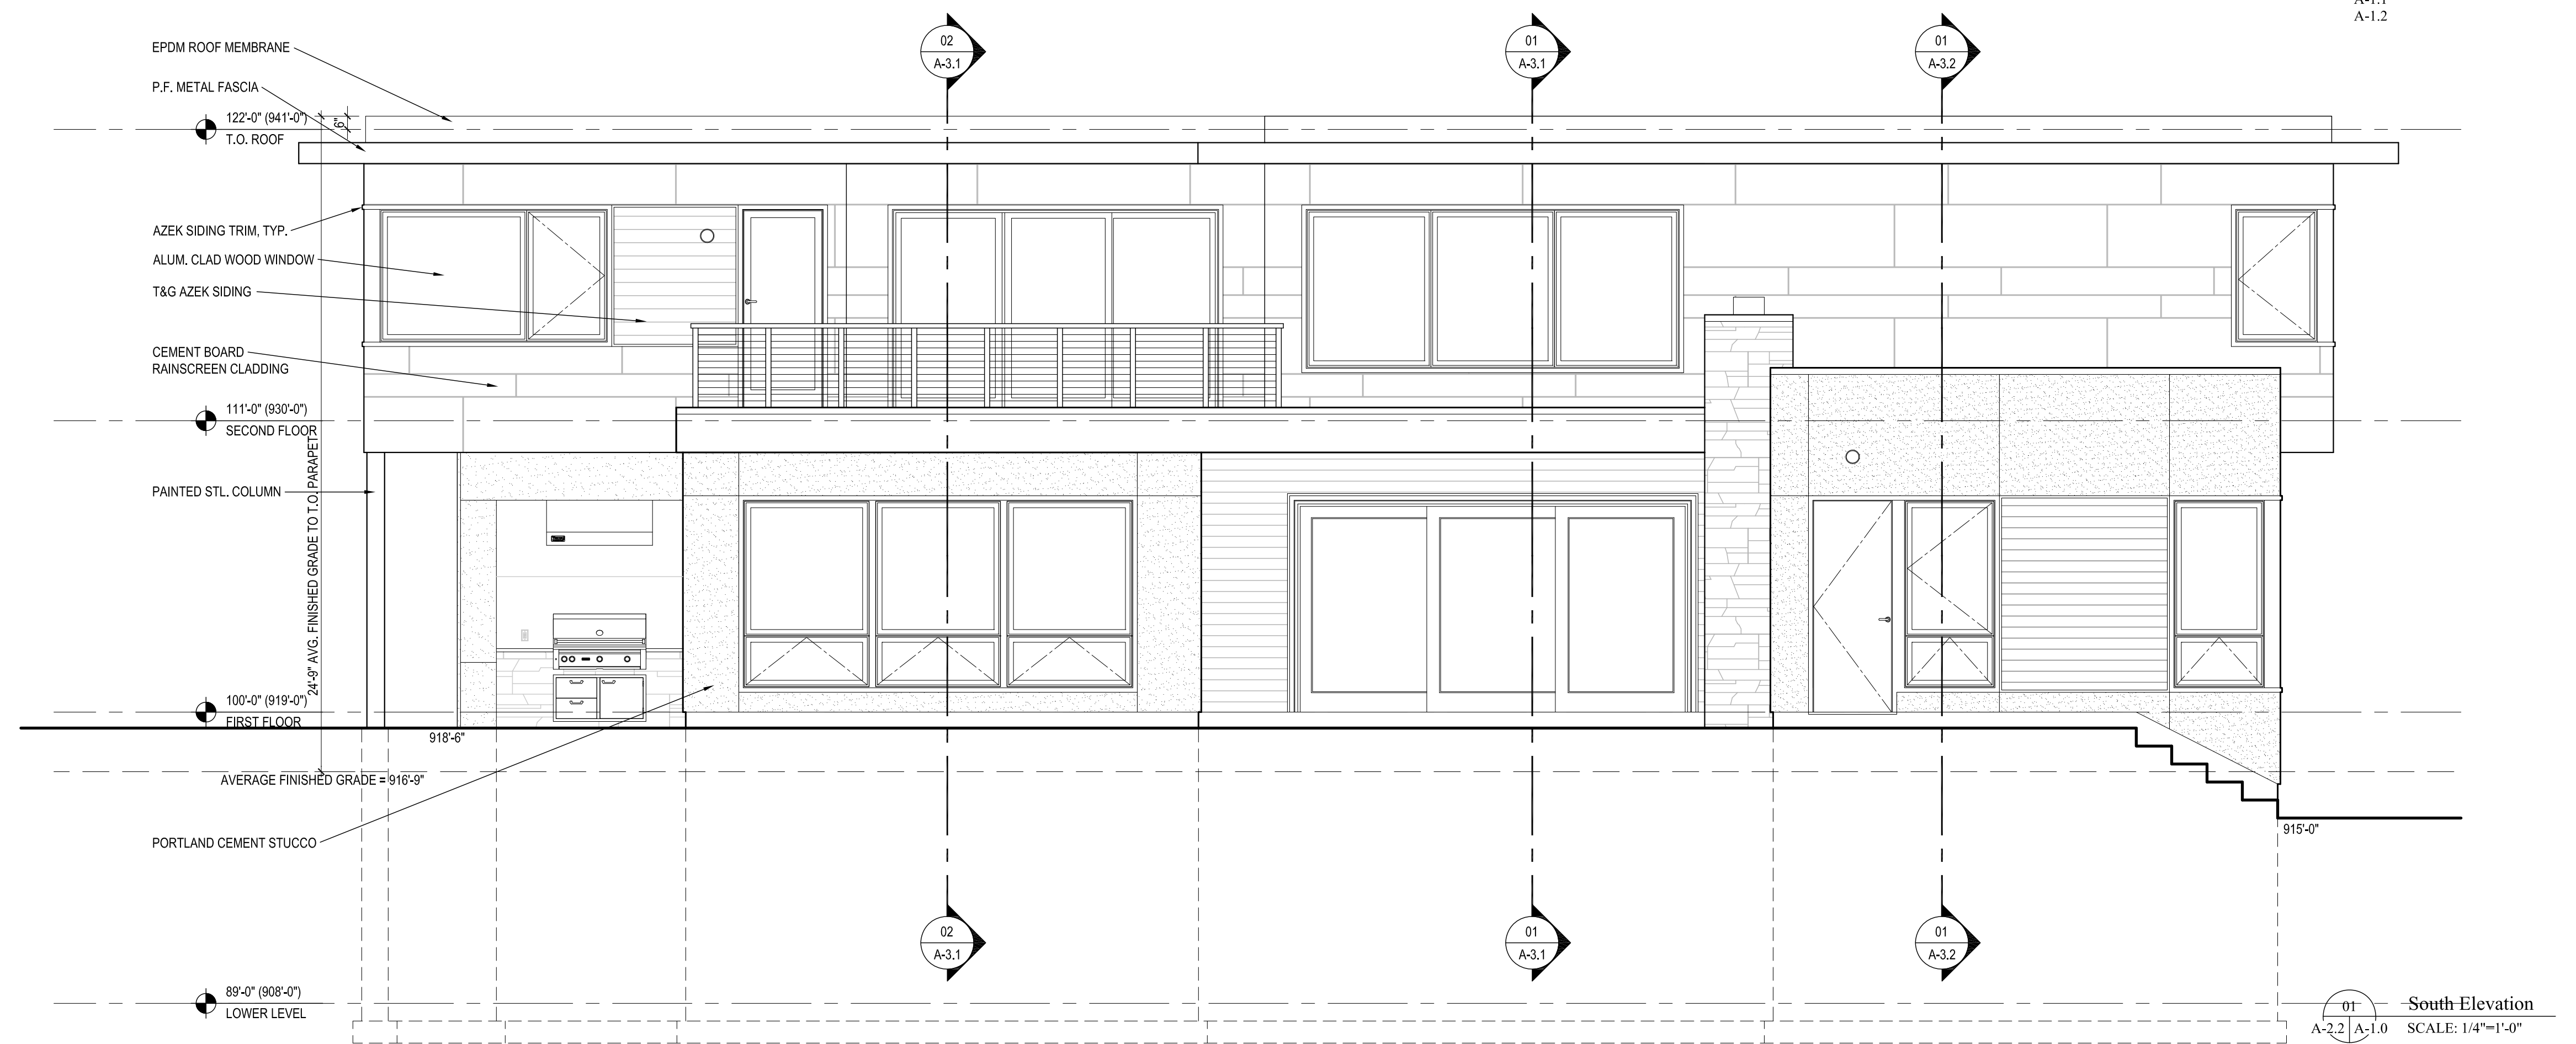 A-1.1
A-1.2
02
A-3.1
01
A-3.1
01
A-3.2
EPDM ROOF MEMBRANE
P.F. METAL FASCIA
122'-0" (941'-0")
T.O. ROOF
6"
AZEK SIDING TRIM, TYP.
ALUM. CLAD WOOD WINDOW
T&G AZEK SIDING
CEMENT BOARD
RAINSCREEN CLADDING
111'-0" (930'-0")
SECOND FLOOR
PAINTED STL. COLUMN
24'-9" AVG. FINISHED GRADE TO T.O. PARAPET
100'-0" (919'-0")
FIRST FLOOR
918'-6"
AVERAGE FINISHED GRADE = 916'-9"
PORTLAND CEMENT STUCCO
915'-0"
02
A-3.1
01
A-3.1
01
A-3.2
89'-0" (908'-0")
LOWER LEVEL
01
South Elevation
A-2.2 A-1.0
SCALE: 1/4"=1'-0"